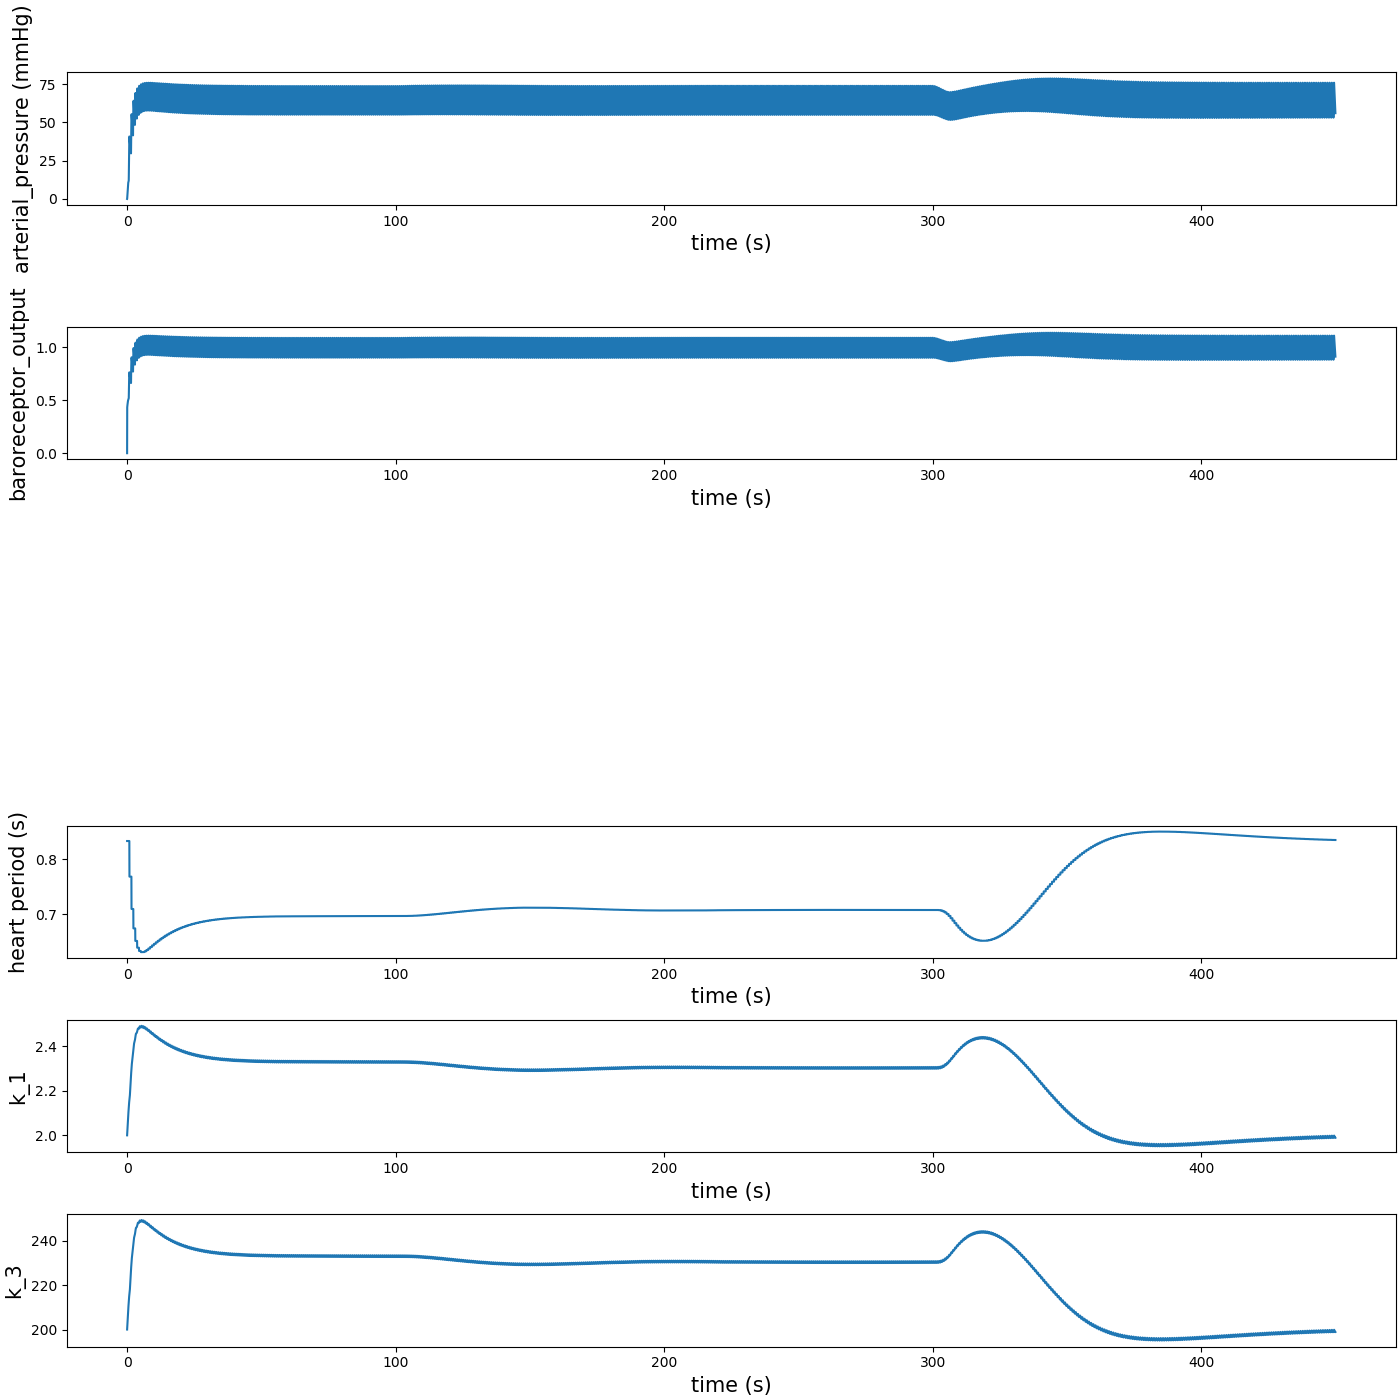 arterial_pressure (mmHg)
75
50
25
0
0 100 200 300 400
time (s)
baroreceptor_output
1.0
0.5
0.0
0 100 200 300 400
time (s)
heart period (s)
0.8
0.7
0 100 200 300 400
time (s)
k_1
2.4
2.2
2.0
0 100 200 300 400
time (s)
k_3
240
220
200
0 100 200 300 400
time (s)